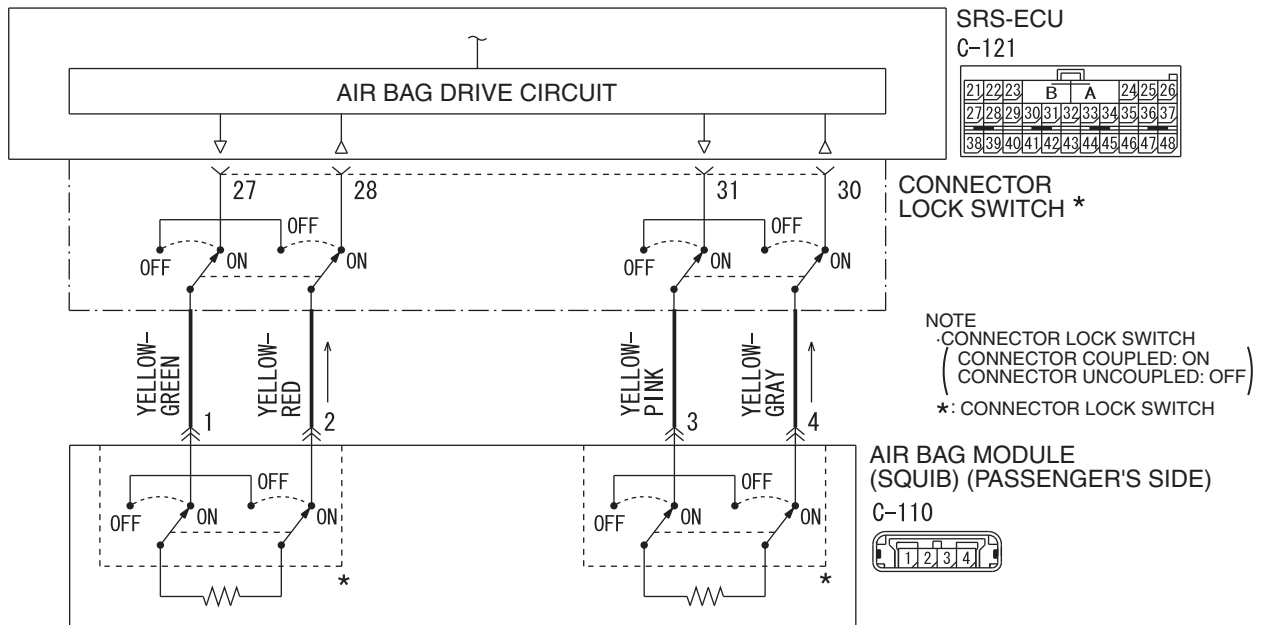 SRS-ECU
C-121
AIR BAG DRIVE CIRCUIT
21 22 23 B A 24 25 26
27 28 29 30 31 32 33 34 35 36 37
38 39 40 41 42 43 44 45 46 47 48
27 28 31 30
CONNECTOR
LOCK SWITCH *
OFF OFF
OFF ON ON OFF ON ON
NOTE
·CONNECTOR LOCK SWITCH
( CONNECTOR COUPLED: ON
CONNECTOR UNCOUPLED: OFF )
*: CONNECTOR LOCK SWITCH
YELLOW-
GREEN
YELLOW-
RED
YELLOW-
PINK
YELLOW-
GRAY
1 2 3 4
AIR BAG MODULE
(SQUIB) (PASSENGER'S SIDE)
C-110
1 2 3 4
OFF OFF
OFF ON ON OFF ON ON
* *